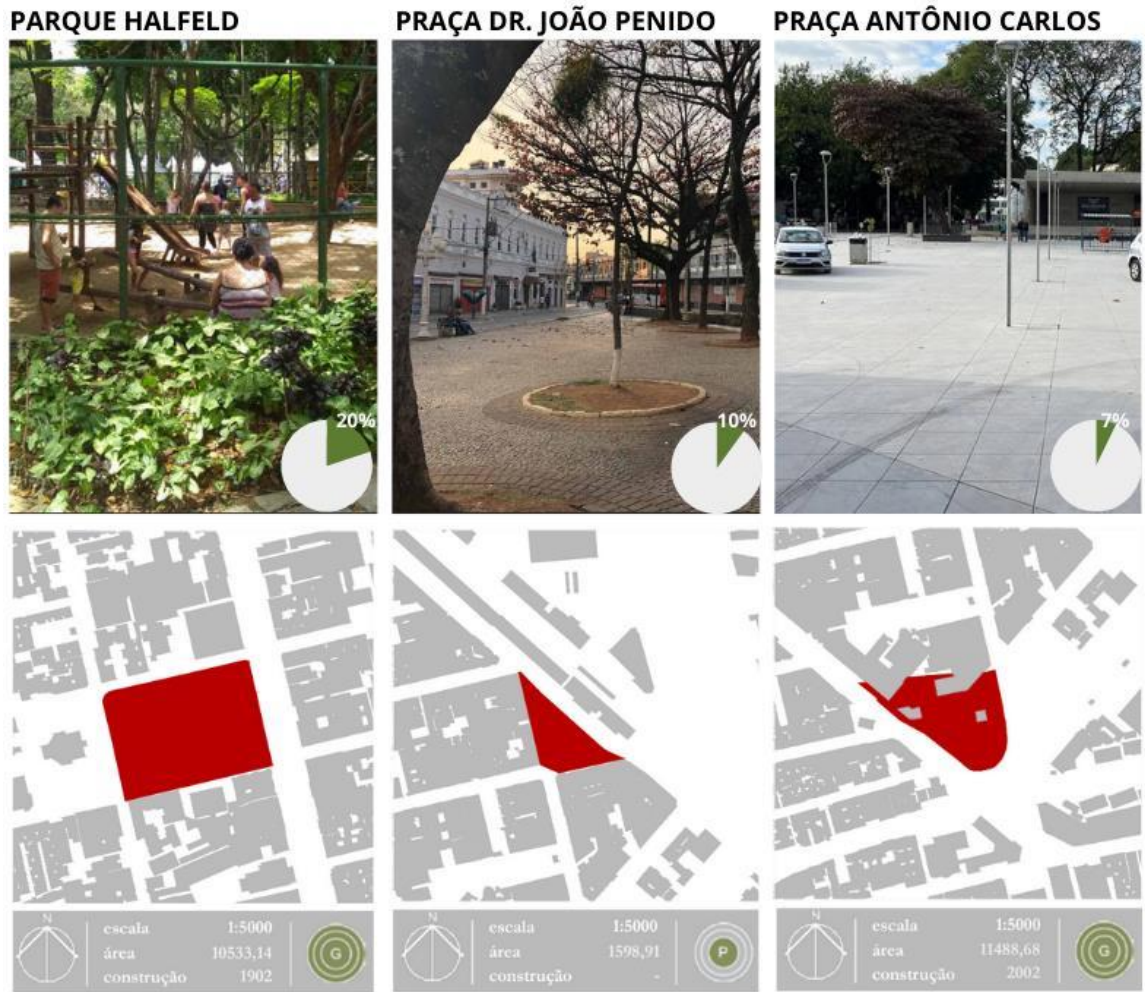 PARQUE HALFELD
20%
PRAÇA DR. JOÃO PENIDO
10%
PRAÇA ANTÔNIO CARLOS
7%
N
escala 1:5000
área 10533,14
construção 1902
G
N
escala 1:5000
área 1598,91
construção -
P
N
escala 1:5000
área 11488,68
construção 2002
G